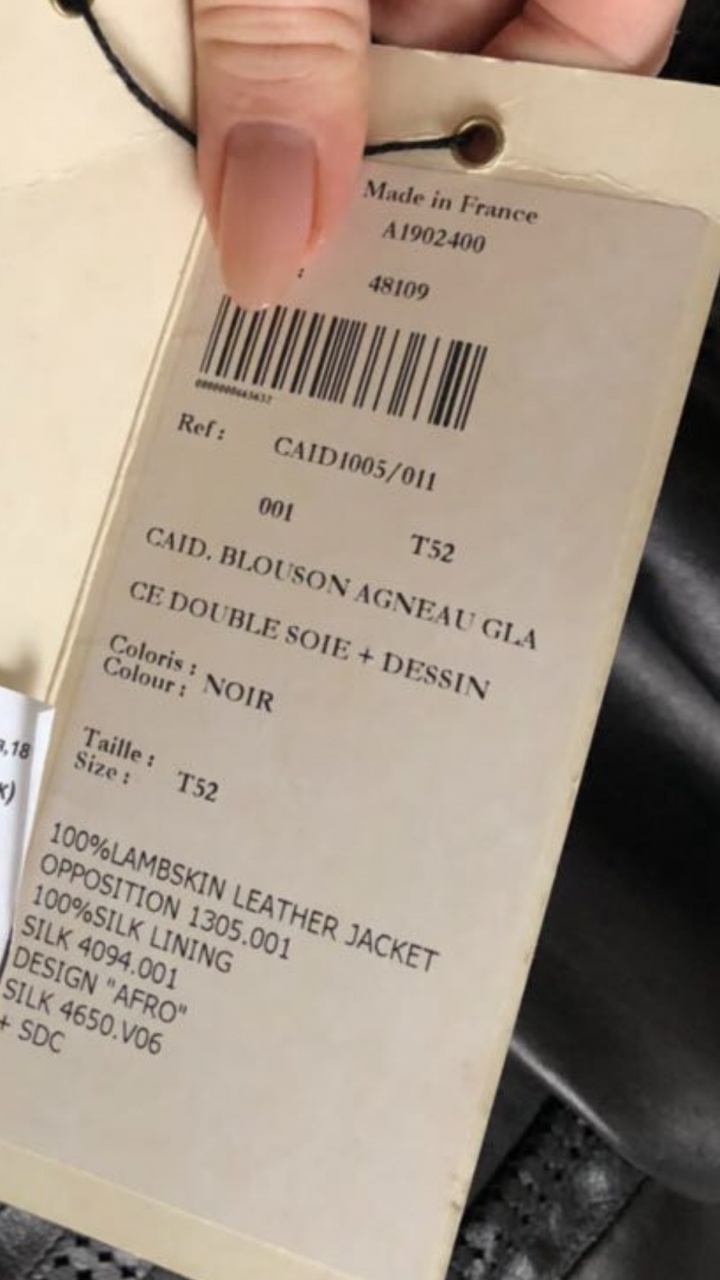 Made in France
A1902400
: 48109
Ref : CAID1005/011
001 T52
CAID. BLOUSON AGNEAU GLA
CE DOUBLE SOIE + DESSIN
Coloris :
Colour : NOIR
Taille :
Size : T52
100%LAMBSKIN LEATHER JACKET
OPPOSITION 1305.001
100%SILK LINING
SILK 4094.001
DESIGN "AFRO"
SILK 4650.V06
+ SDC
,18